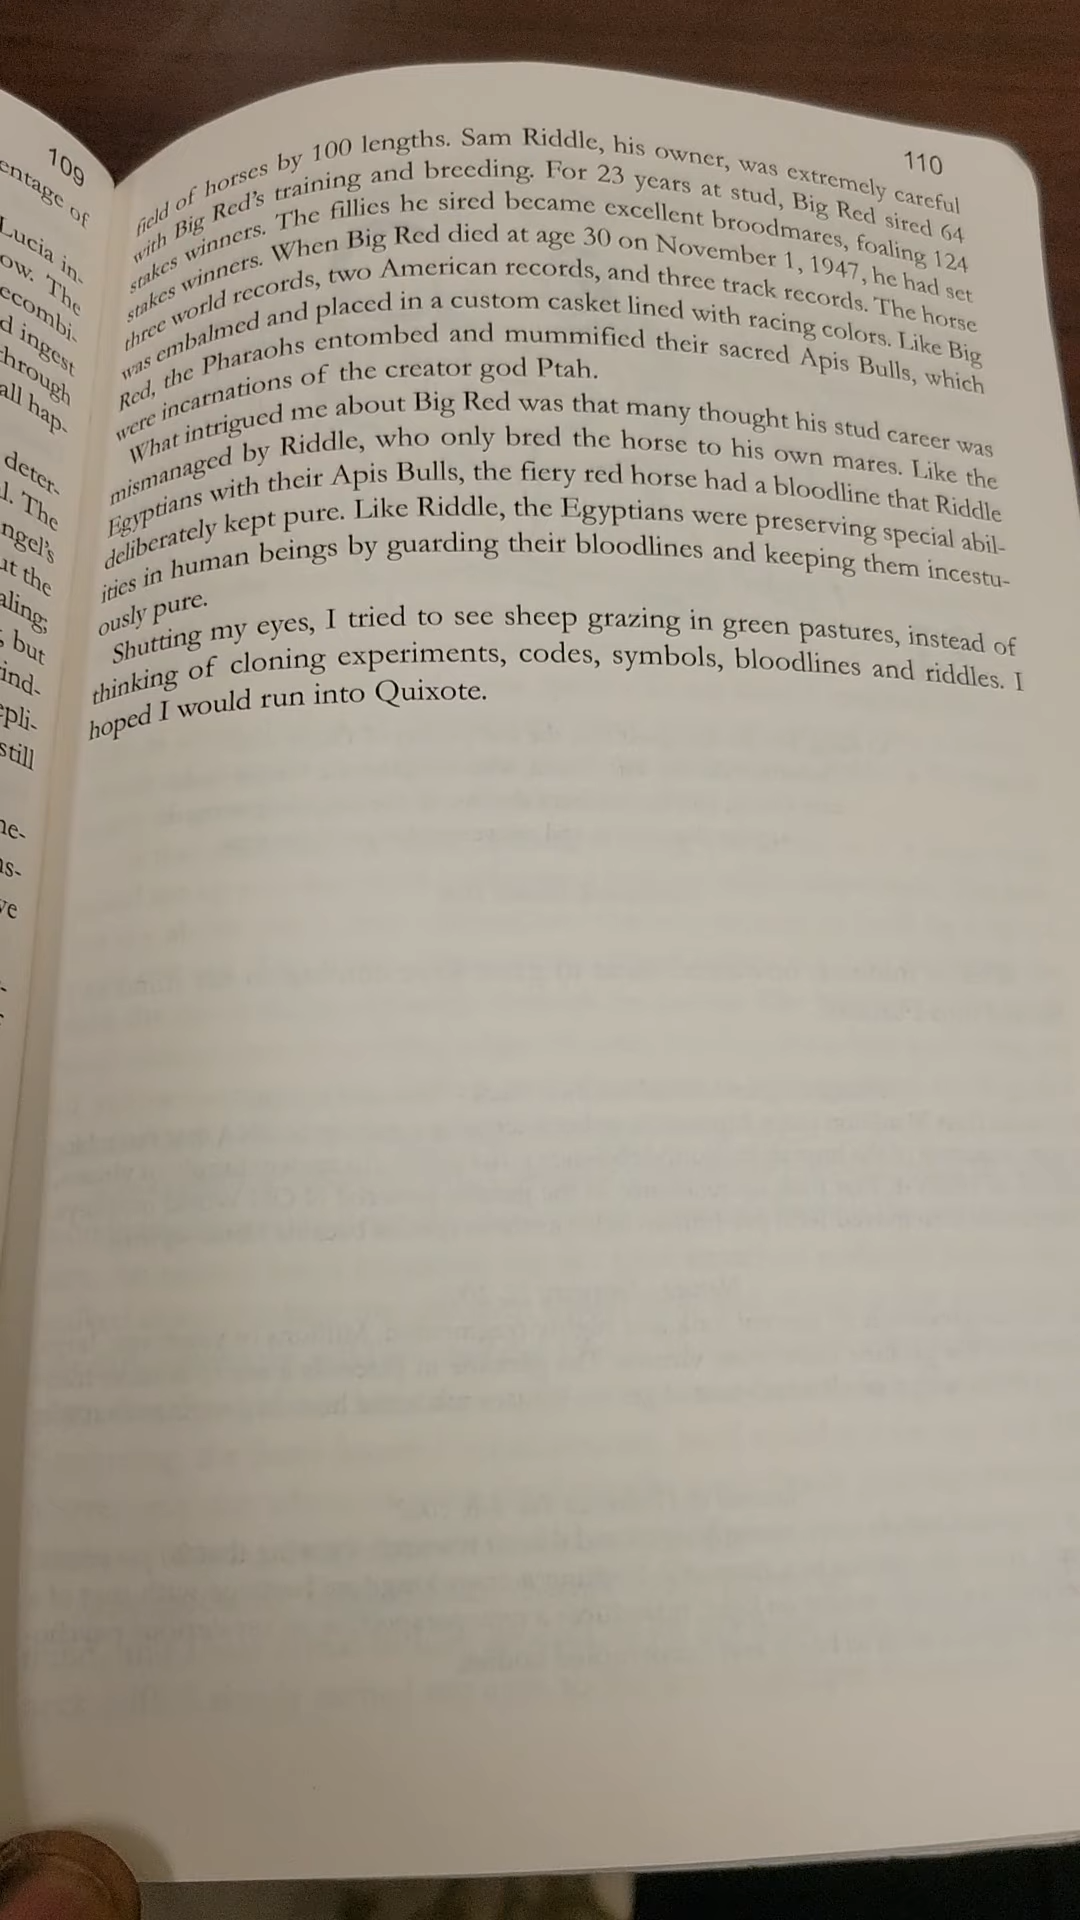 109
entage of
Lucia in-
ow. The
ecombi-
d ingest
hrough
all hap-
deter-
l. The
ngel's
ut the
aling;
but
ind-
epli-
still
ne-
ns-
ve
110
field of horses by 100 lengths. Sam Riddle, his owner, was extremely careful
with Big Red's training and breeding. For 23 years at stud, Big Red sired 64
stakes winners. The fillies he sired became excellent broodmares, foaling 124
stakes winners. When Big Red died at age 30 on November 1, 1947, he had set
three world records, two American records, and three track records. The horse
was embalmed and placed in a custom casket lined with racing colors. Like Big
Red, the Pharaohs entombed and mummified their sacred Apis Bulls, which
were incarnations of the creator god Ptah.
What intrigued me about Big Red was that many thought his stud career was
mismanaged by Riddle, who only bred the horse to his own mares. Like the
Egyptians with their Apis Bulls, the fiery red horse had a bloodline that Riddle
deliberately kept pure. Like Riddle, the Egyptians were preserving special abil-
ities in human beings by guarding their bloodlines and keeping them incestu-
ously pure.
Shutting my eyes, I tried to see sheep grazing in green pastures, instead of
thinking of cloning experiments, codes, symbols, bloodlines and riddles. I
hoped I would run into Quixote.